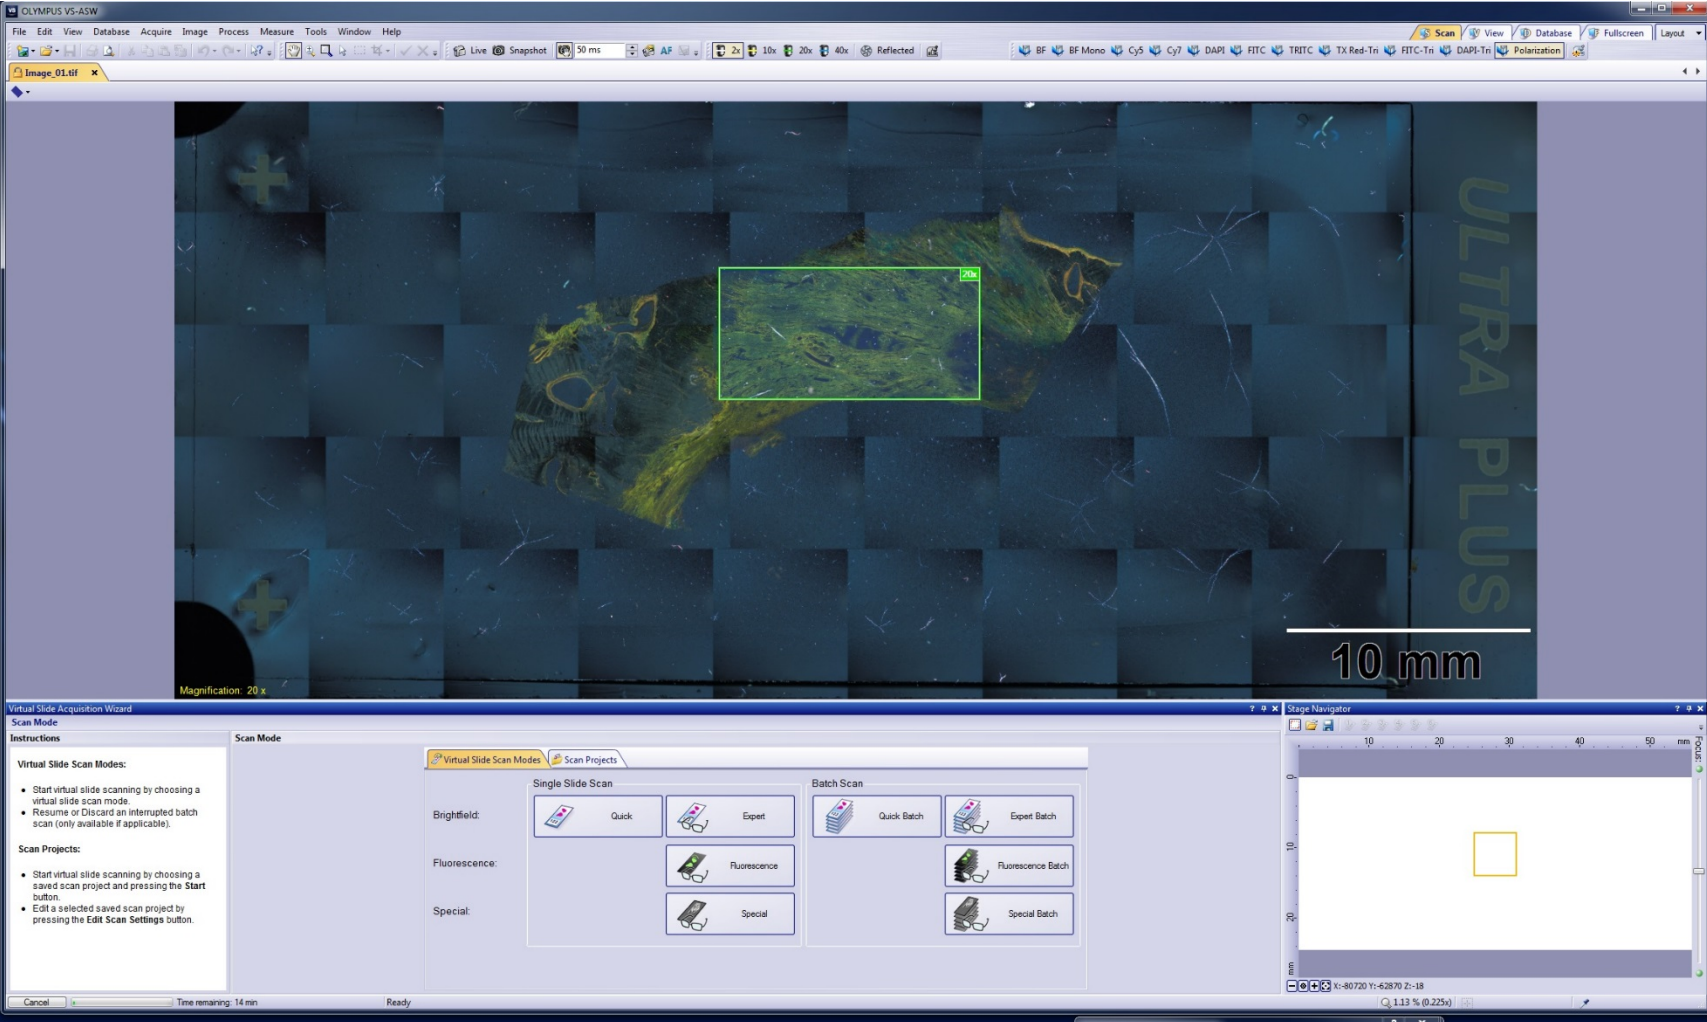 OLYMPUS VS-ASW
File Edit View Database Acquire Image Process Measure Tools Window Help
Scan View Database Fullscreen Layout
Live Snapshot 50 ms AF 2x 10x 20x 40x Reflected
BF BF Mono Cy5 Cy7 DAPI FITC TRITC TX Red-Tri FITC-Tri DAPI-Tri Polarization
Image_01.tif
20x
ULTRA PLUS
10 mm
Magnification: 20 x
Virtual Slide Acquisition Wizard
Scan Mode
Instructions
Virtual Slide Scan Modes:
Start virtual slide scanning by choosing a
virtual slide scan mode.
Resume or Discard an interrupted batch
scan (only available if applicable).
Scan Projects:
Start virtual slide scanning by choosing a
saved scan project and pressing the Start
button.
Edit a selected saved scan project by
pressing the Edit Scan Settings button.
Scan Mode
Virtual Slide Scan Modes Scan Projects
Single Slide Scan Batch Scan
Brightfield: Quick Expert Quick Batch Expert Batch
Fluorescence: Fluorescence Fluorescence Batch
Special: Special Special Batch
Stage Navigator
10 20 30 40 50 mm
Focus:
0
10
20
mm
X:-80720 Y:-62870 Z:-18
Cancel Time remaining: 14 min Ready
1.13 % (0.225x)